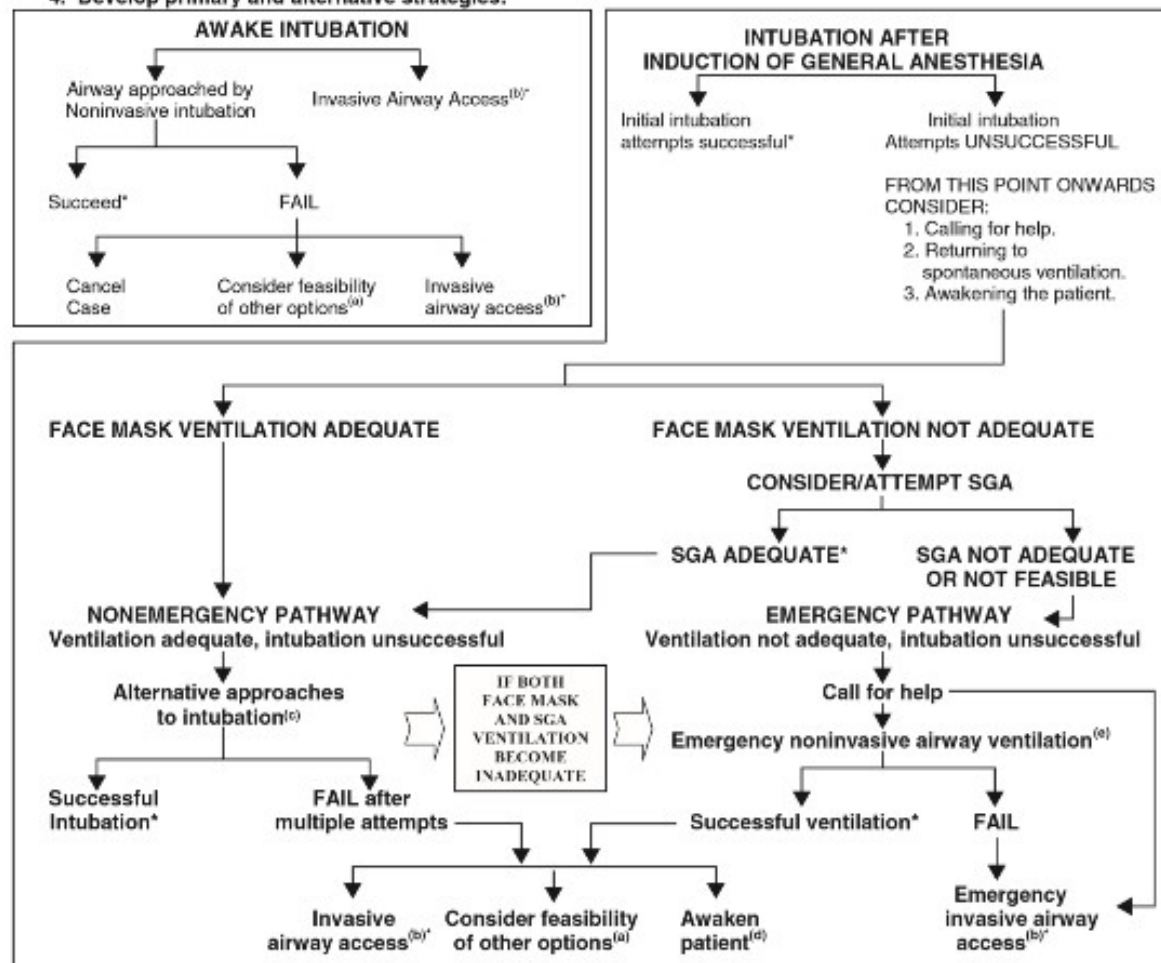 4. Develop primary and alternative strategies:
AWAKE INTUBATION
Airway approached by
Noninvasive intubation
Invasive Airway Access(b)*
Succeed*
FAIL
Cancel
Case
Consider feasibility
of other options(a)
Invasive
airway access(b)*
INTUBATION AFTER
INDUCTION OF GENERAL ANESTHESIA
Initial intubation
attempts successful*
Initial intubation
Attempts UNSUCCESSFUL
FROM THIS POINT ONWARDS
CONSIDER:
1. Calling for help.
2. Returning to
spontaneous ventilation.
3. Awakening the patient.
FACE MASK VENTILATION ADEQUATE
FACE MASK VENTILATION NOT ADEQUATE
CONSIDER/ATTEMPT SGA
SGA ADEQUATE*
SGA NOT ADEQUATE
OR NOT FEASIBLE
NONEMERGENCY PATHWAY
Ventilation adequate, intubation unsuccessful
EMERGENCY PATHWAY
Ventilation not adequate, intubation unsuccessful
Alternative approaches
to intubation(c)
IF BOTH
FACE MASK
AND SGA
VENTILATION
BECOME
INADEQUATE
Call for help
Emergency noninvasive airway ventilation(e)
Successful
Intubation*
FAIL after
multiple attempts
Successful ventilation*
FAIL
Invasive
airway access(b)*
Consider feasibility
of other options(a)
Awaken
patient(d)
Emergency
invasive airway
access(b)*